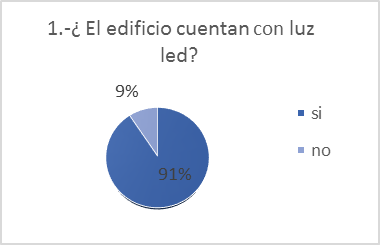 1.-¿ El edificio cuentan con luz
led?
9%
91%
si
no